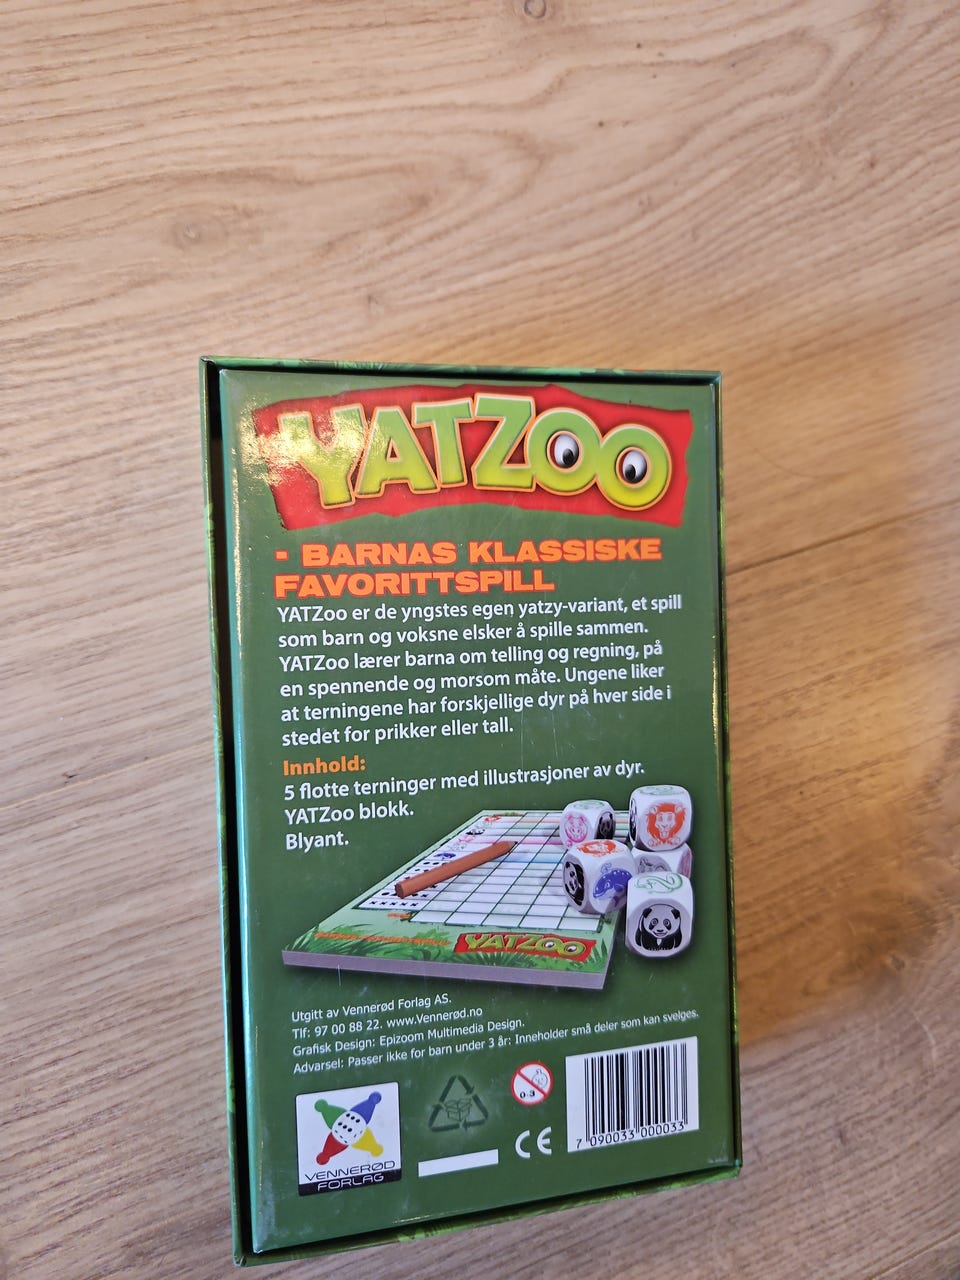 YATZOO
- BARNAS KLASSISKE
FAVORITTSPILL
YATZoo er de yngstes egen yatzy-variant, et spill
som barn og voksne elsker å spille sammen.
YATZoo lærer barna om telling og regning, på
en spennende og morsom måte. Ungene liker
at terningene har forskjellige dyr på hver side i
stedet for prikker eller tall.
Innhold:
5 flotte terninger med illustrasjoner av dyr.
YATZoo blokk.
Blyant.
YATZOO
Utgitt av Vennerød Forlag AS.
Tlf: 97 00 88 22. www.Vennerød.no
Grafisk Design: Epizoom Multimedia Design.
Advarsel: Passer ikke for barn under 3 år: Inneholder små deler som kan svelges.
0-3
CE
7 090033 000033
VENNERØD
FORLAG